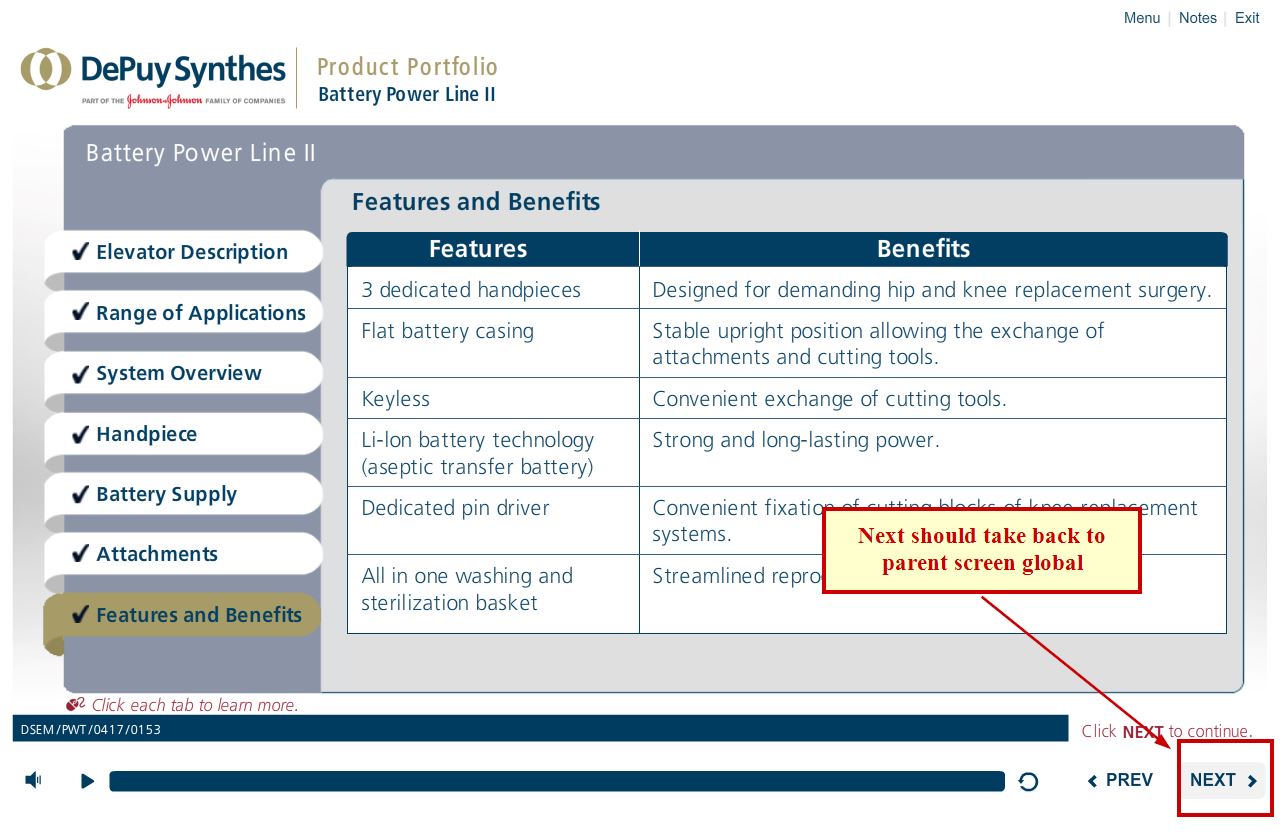 Menu | Notes | Exit
DePuy Synthes
PART OF THE Johnson & Johnson FAMILY OF COMPANIES
Product Portfolio
Battery Power Line II
Battery Power Line II
Elevator Description
Range of Applications
System Overview
Handpiece
Battery Supply
Attachments
Features and Benefits
Features and Benefits
Features Benefits
3 dedicated handpieces Designed for demanding hip and knee replacement surgery.
Flat battery casing Stable upright position allowing the exchange of
attachments and cutting tools.
Keyless Convenient exchange of cutting tools.
Li-Ion battery technology Strong and long-lasting power.
(aseptic transfer battery)
Dedicated pin driver Convenient fixation of cutting blocks of knee replacement
systems.
All in one washing and Streamlined
sterilization basket
Next should take back to
parent screen global
Click each tab to learn more.
DSEM/PWT/0417/0153
Click NEXT to continue.
PREV NEXT